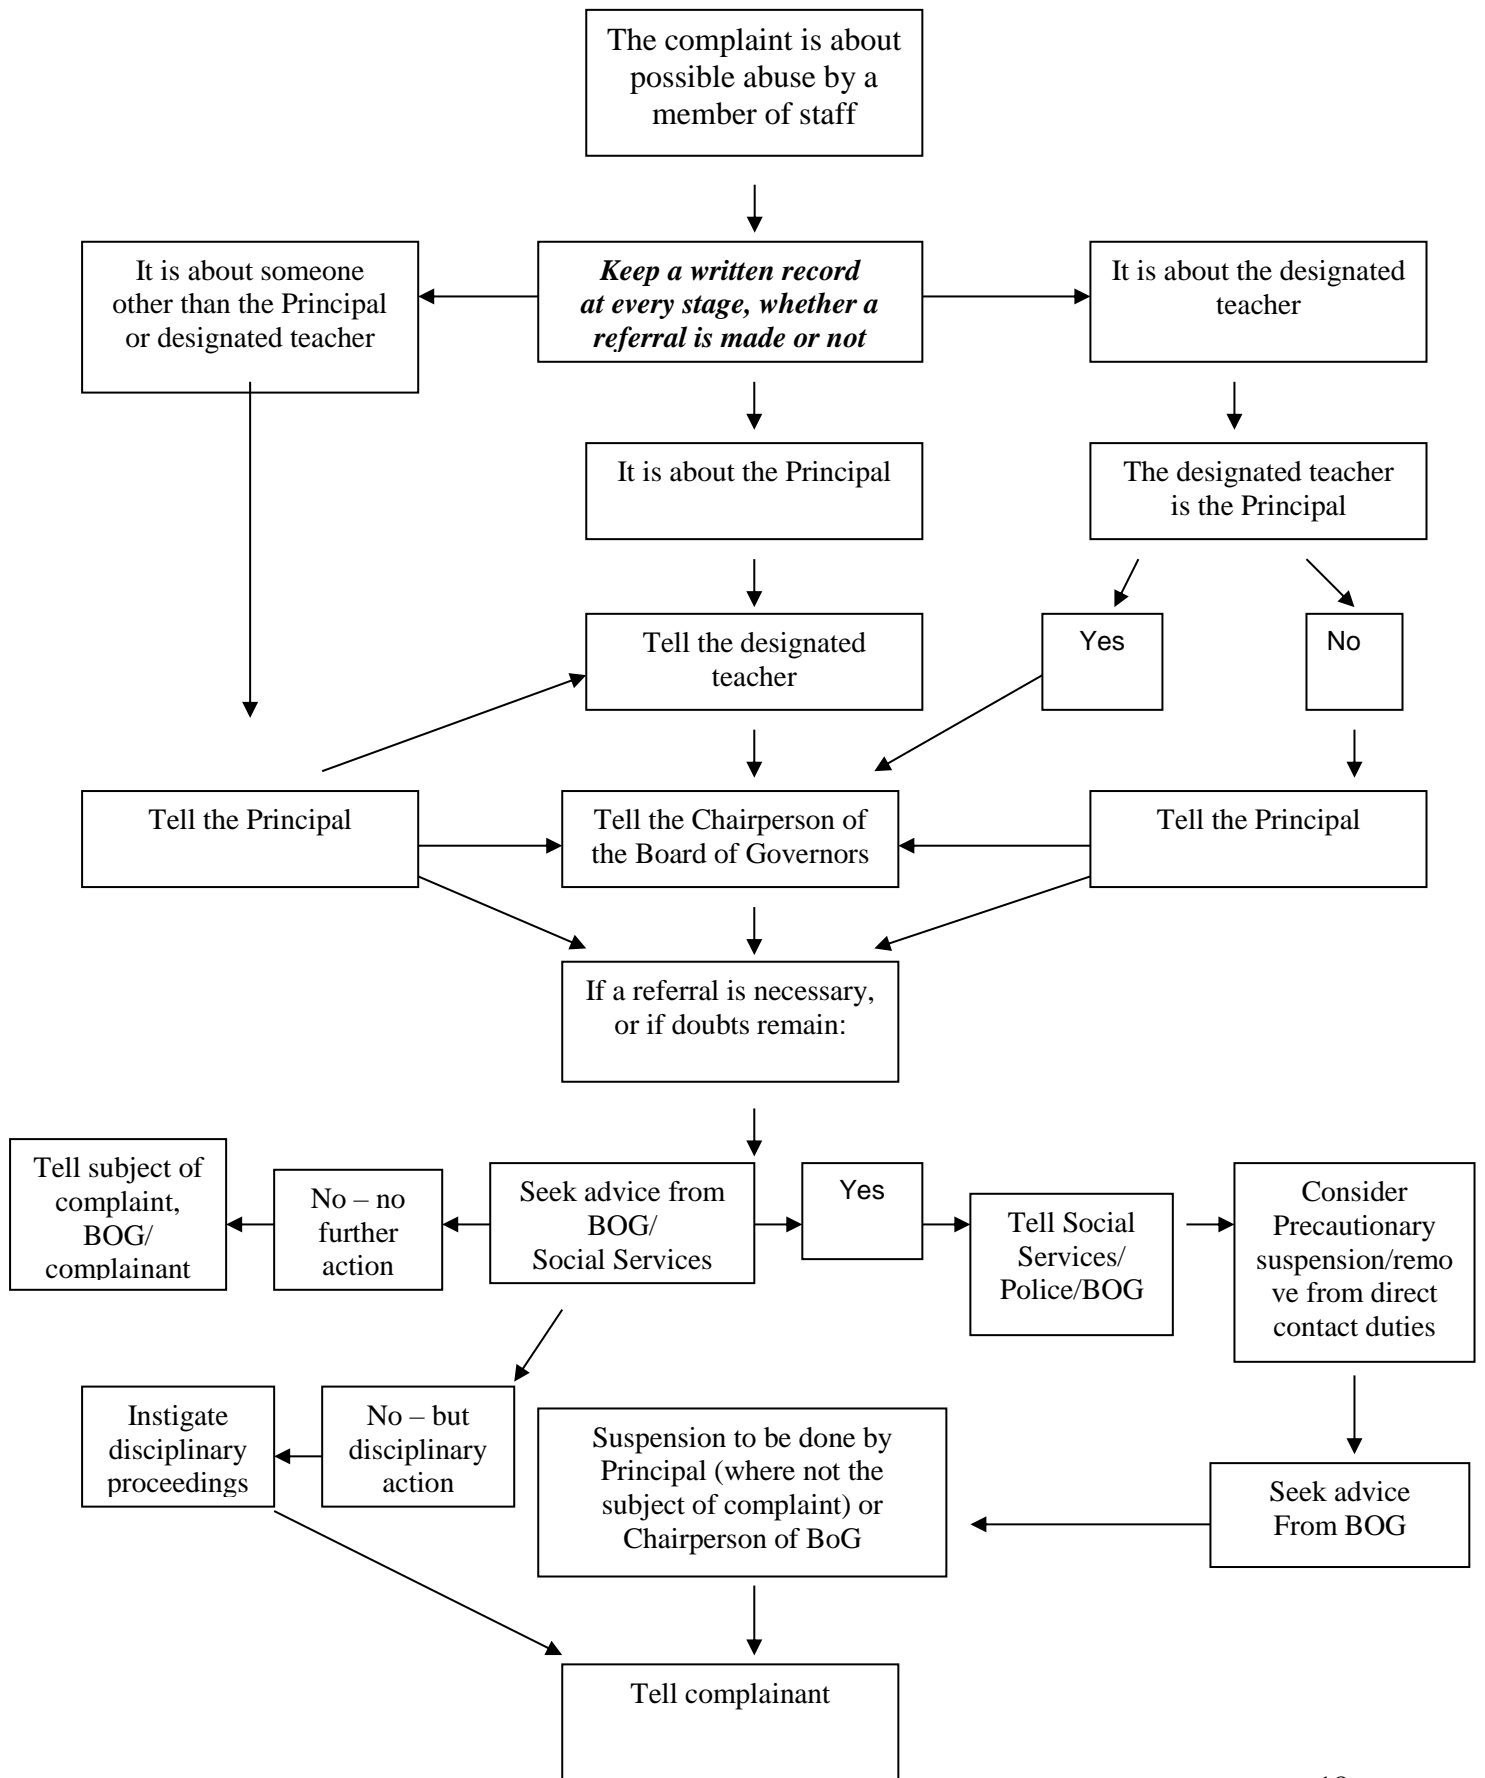 The complaint is about
possible abuse by a
member of staff
It is about someone
other than the Principal
or designated teacher
Keep a written record
at every stage, whether a
referral is made or not
It is about the designated
teacher
It is about the Principal
The designated teacher
is the Principal
Tell the designated
teacher
Yes
No
Tell the Principal
Tell the Chairperson of
the Board of Governors
Tell the Principal
If a referral is necessary,
or if doubts remain:
Tell subject of
complaint,
BOG/
complainant
No – no
further
action
Seek advice from
BOG/
Social Services
Yes
Tell Social
Services/
Police/BOG
Consider
Precautionary
suspension/remo
ve from direct
contact duties
Instigate
disciplinary
proceedings
No – but
disciplinary
action
Suspension to be done by
Principal (where not the
subject of complaint) or
Chairperson of BoG
Seek advice
From BOG
Tell complainant